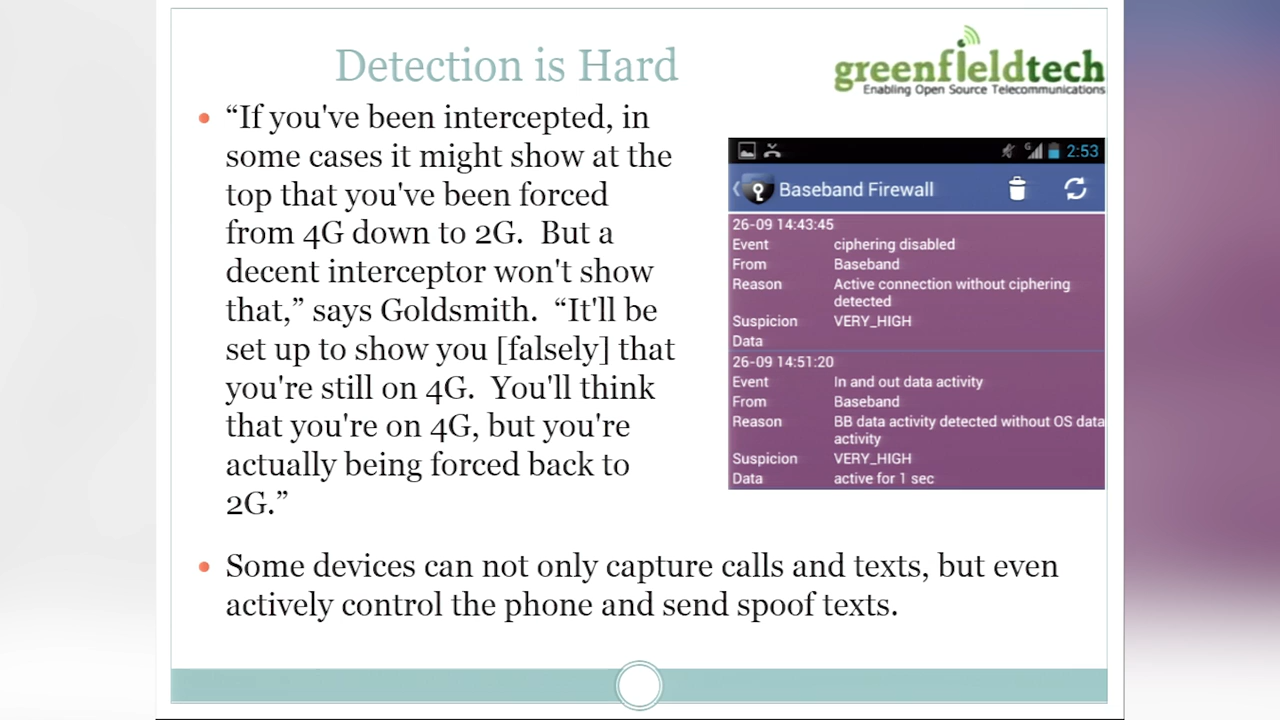 Detection is Hard
greenfieldtech
Enabling Open Source Telecommunications
“If you've been intercepted, in
some cases it might show at the
top that you've been forced
from 4G down to 2G. But a
decent interceptor won't show
that,” says Goldsmith. “It'll be
set up to show you [falsely] that
you're still on 4G. You'll think
that you're on 4G, but you're
actually being forced back to
2G.”
Some devices can not only capture calls and texts, but even
actively control the phone and send spoof texts.
G 2:53
Baseband Firewall
26-09 14:43:45
Event ciphering disabled
From Baseband
Reason Active connection without ciphering
detected
Suspicion VERY_HIGH
Data
26-09 14:51:20
Event In and out data activity
From Baseband
Reason BB data activity detected without OS data
activity
Suspicion VERY_HIGH
Data active for 1 sec